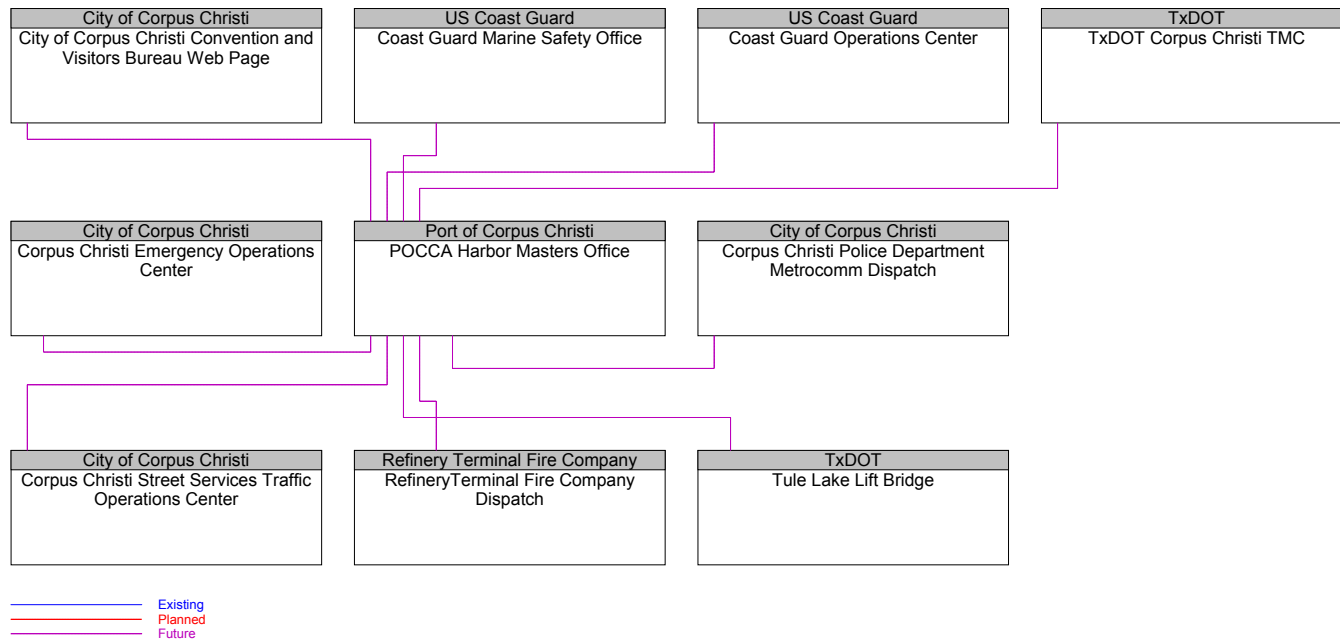 City of Corpus Christi
City of Corpus Christi Convention and
Visitors Bureau Web Page
US Coast Guard
Coast Guard Marine Safety Office
US Coast Guard
Coast Guard Operations Center
TxDOT
TxDOT Corpus Christi TMC
City of Corpus Christi
Corpus Christi Emergency Operations
Center
Port of Corpus Christi
POCCA Harbor Masters Office
City of Corpus Christi
Corpus Christi Police Department
Metrocomm Dispatch
City of Corpus Christi
Corpus Christi Street Services Traffic
Operations Center
Refinery Terminal Fire Company
RefineryTerminal Fire Company
Dispatch
TxDOT
Tule Lake Lift Bridge
Existing
Planned
Future